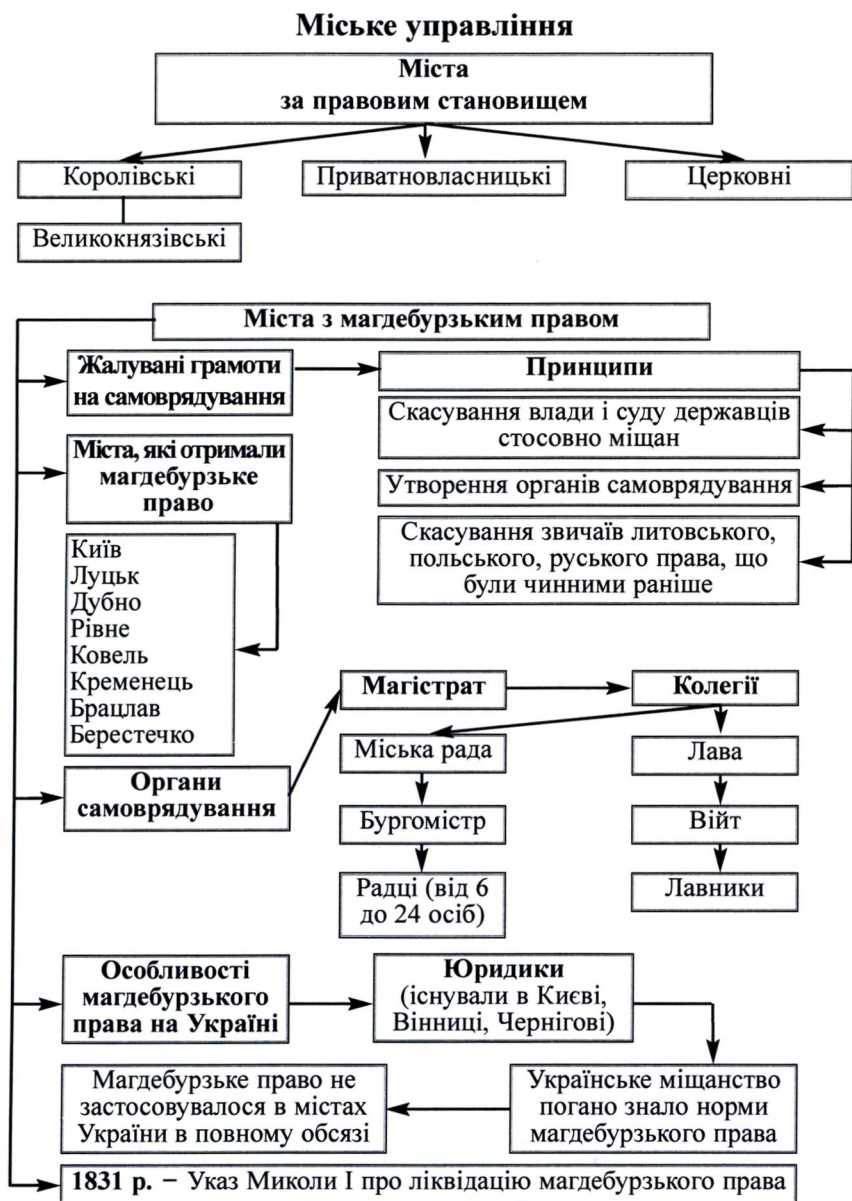 Міське управління
Міста
за правовим становищем
Королівські
Приватновласницькі
Церковні
Великокнязівські
Міста з магдебурзьким правом
Жалувані грамоти
на самоврядування
Принципи
Скасування влади і суду державців
стосовно міщан
Міста, які отримали
магдебурзьке
право
Утворення органів самоврядування
Скасування звичаїв литовського,
польського, руського права, що
були чинними раніше
Київ
Луцьк
Дубно
Рівне
Ковель
Кременець
Брацлав
Берестечко
Магістрат
Колегії
Міська рада
Лава
Органи
самоврядування
Бургомістр
Війт
Радці (від 6
до 24 осіб)
Лавники
Особливості
магдебурзького
права на Україні
Юридики
(існували в Києві,
Вінниці, Чернігові)
Магдебурзьке право не
застосовувалося в містах
України в повному обсязі
Українське міщанство
погано знало норми
магдебурзького права
1831 р. − Указ Миколи I про ліквідацію магдебурзького права